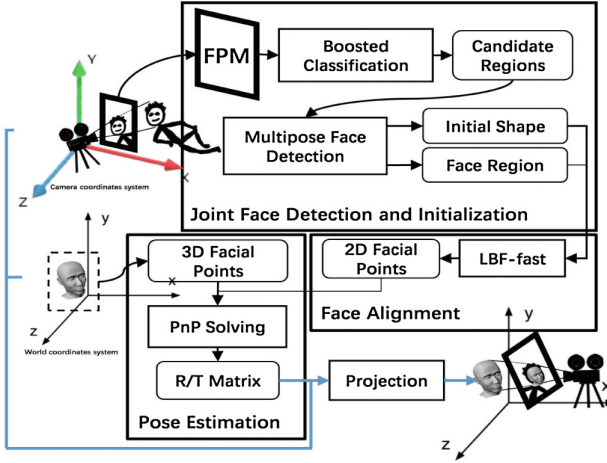 Y
FPM
Boosted
Classification
Candidate
Regions
Multipose Face
Detection
Initial Shape
Face Region
X
Z
Camera coordinates system
Joint Face Detection and Initialization
y
3D Facial
Points
2D Facial
Points
LBF-fast
x
Face Alignment
z
World coordinates system
PnP Solving
y
R/T Matrix
Projection
x
Pose Estimation
z